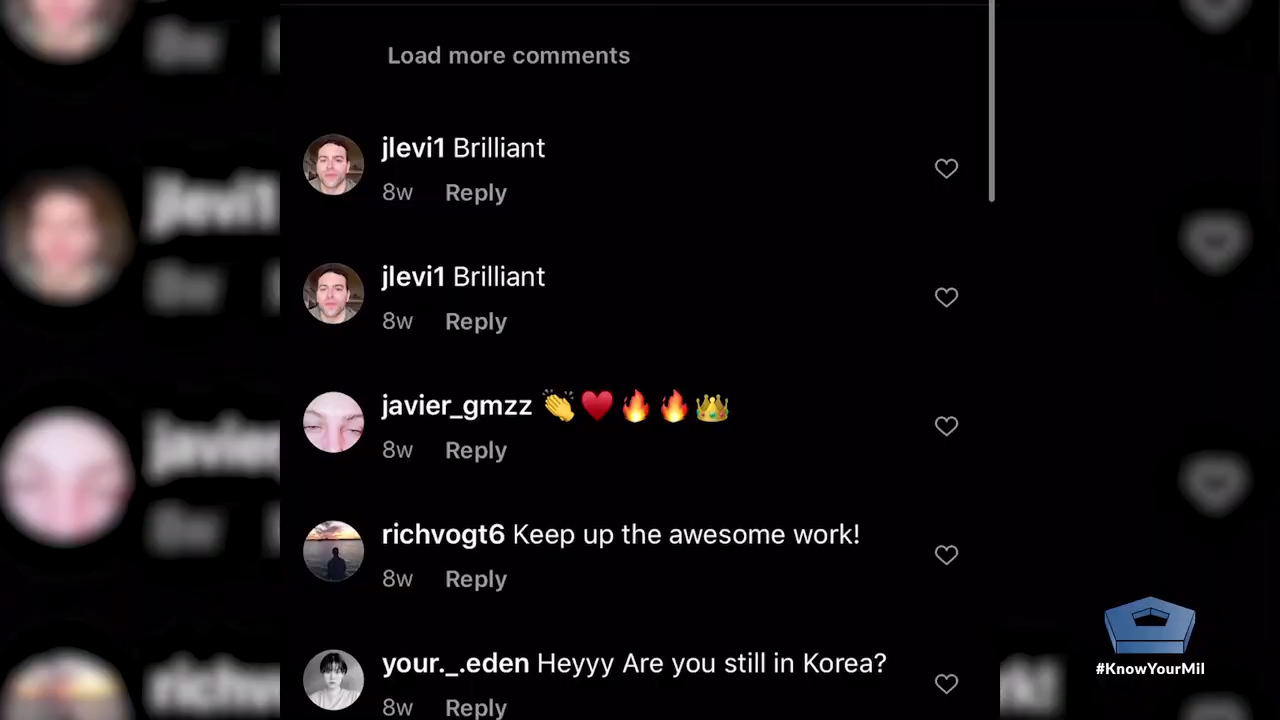 Load more comments
jlevi1 Brilliant
8w Reply
jlevi1 Brilliant
8w Reply
javier_gmzz 👏♥️🔥🔥👑
8w Reply
richvogt6 Keep up the awesome work!
8w Reply
your._.eden Heyyy Are you still in Korea?
8w Reply
#KnowYourMil